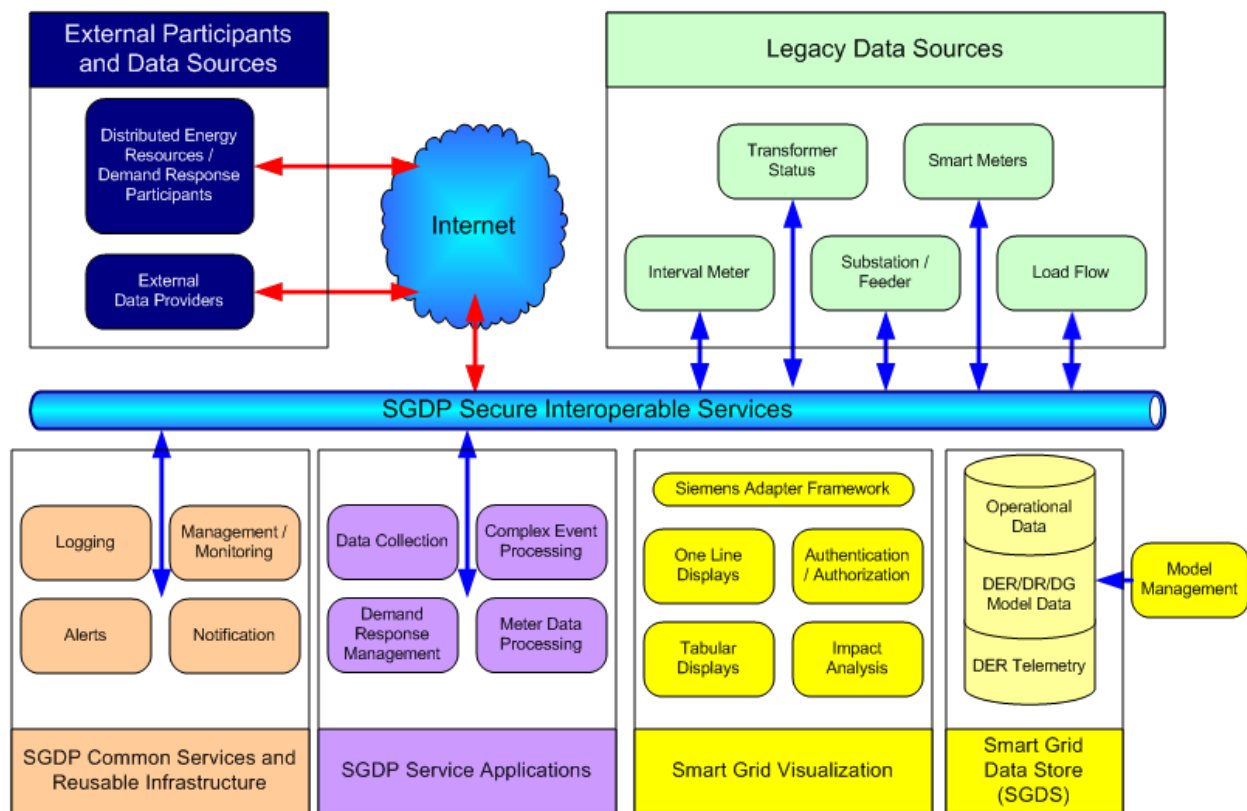 External Participants
and Data Sources
Distributed Energy
Resources /
Demand Response
Participants
External
Data Providers
Internet
Legacy Data Sources
Transformer
Status
Smart Meters
Interval Meter
Substation /
Feeder
Load Flow
SGDP Secure Interoperable Services
Logging
Management /
Monitoring
Alerts
Notification
SGDP Common Services and
Reusable Infrastructure
Data Collection
Complex Event
Processing
Demand
Response
Management
Meter Data
Processing
SGDP Service Applications
Siemens Adapter Framework
One Line
Displays
Authentication
/ Authorization
Tabular
Displays
Impact
Analysis
Smart Grid Visualization
Operational
Data
DER/DR/DG
Model Data
DER Telemetry
Model
Management
Smart Grid
Data Store
(SGDS)